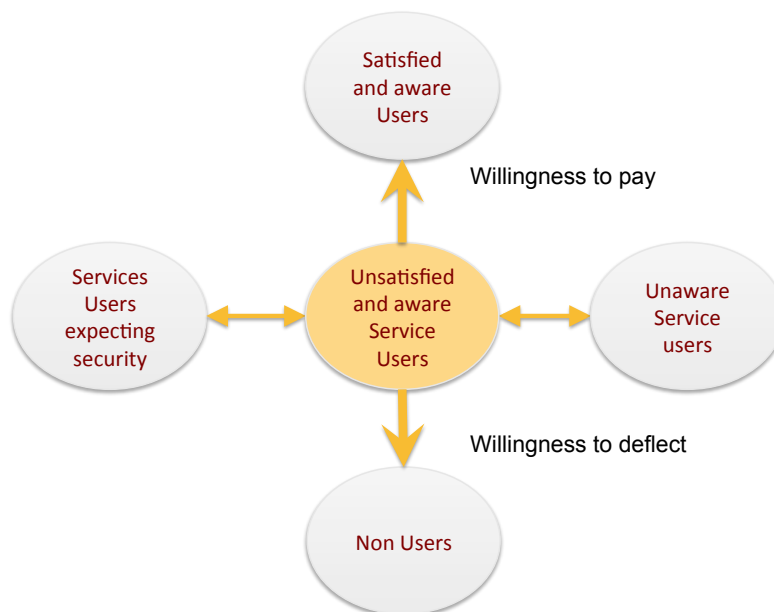 Satisfied
and aware
Users
Willingness to pay
Services
Users
expecting
security
Unsatisfied
and aware
Service
Users
Unaware
Service
users
Willingness to deflect
Non Users